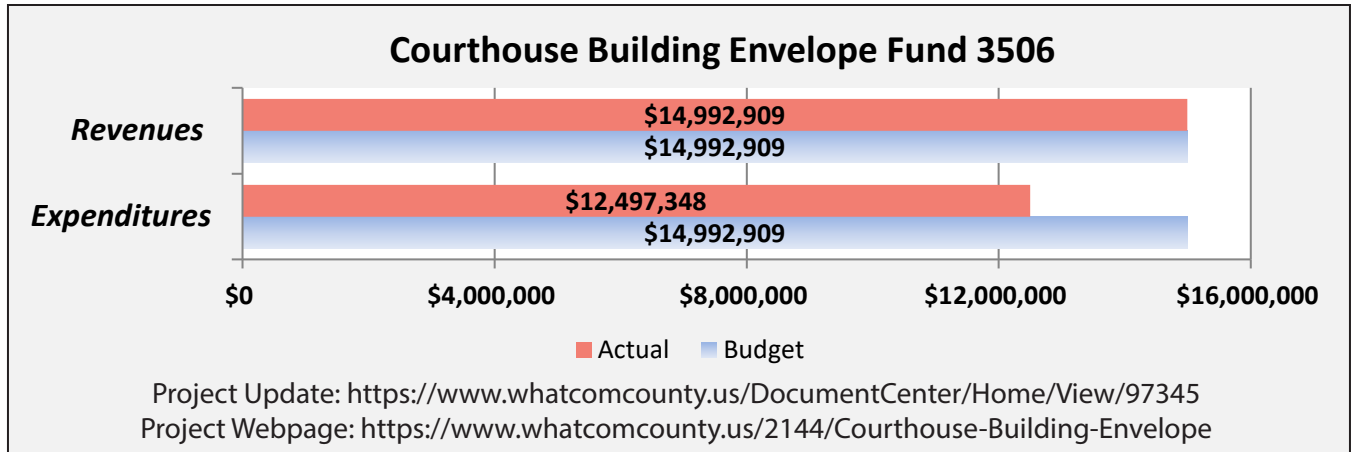 Courthouse Building Envelope Fund 3506
Revenues
$14,992,909
$14,992,909
Expenditures
$12,497,348
$14,992,909
$0 $4,000,000 $8,000,000 $12,000,000 $16,000,000
Actual Budget
Project Update: https://www.whatcomcounty.us/DocumentCenter/Home/View/97345
Project Webpage: https://www.whatcomcounty.us/2144/Courthouse-Building-Envelope